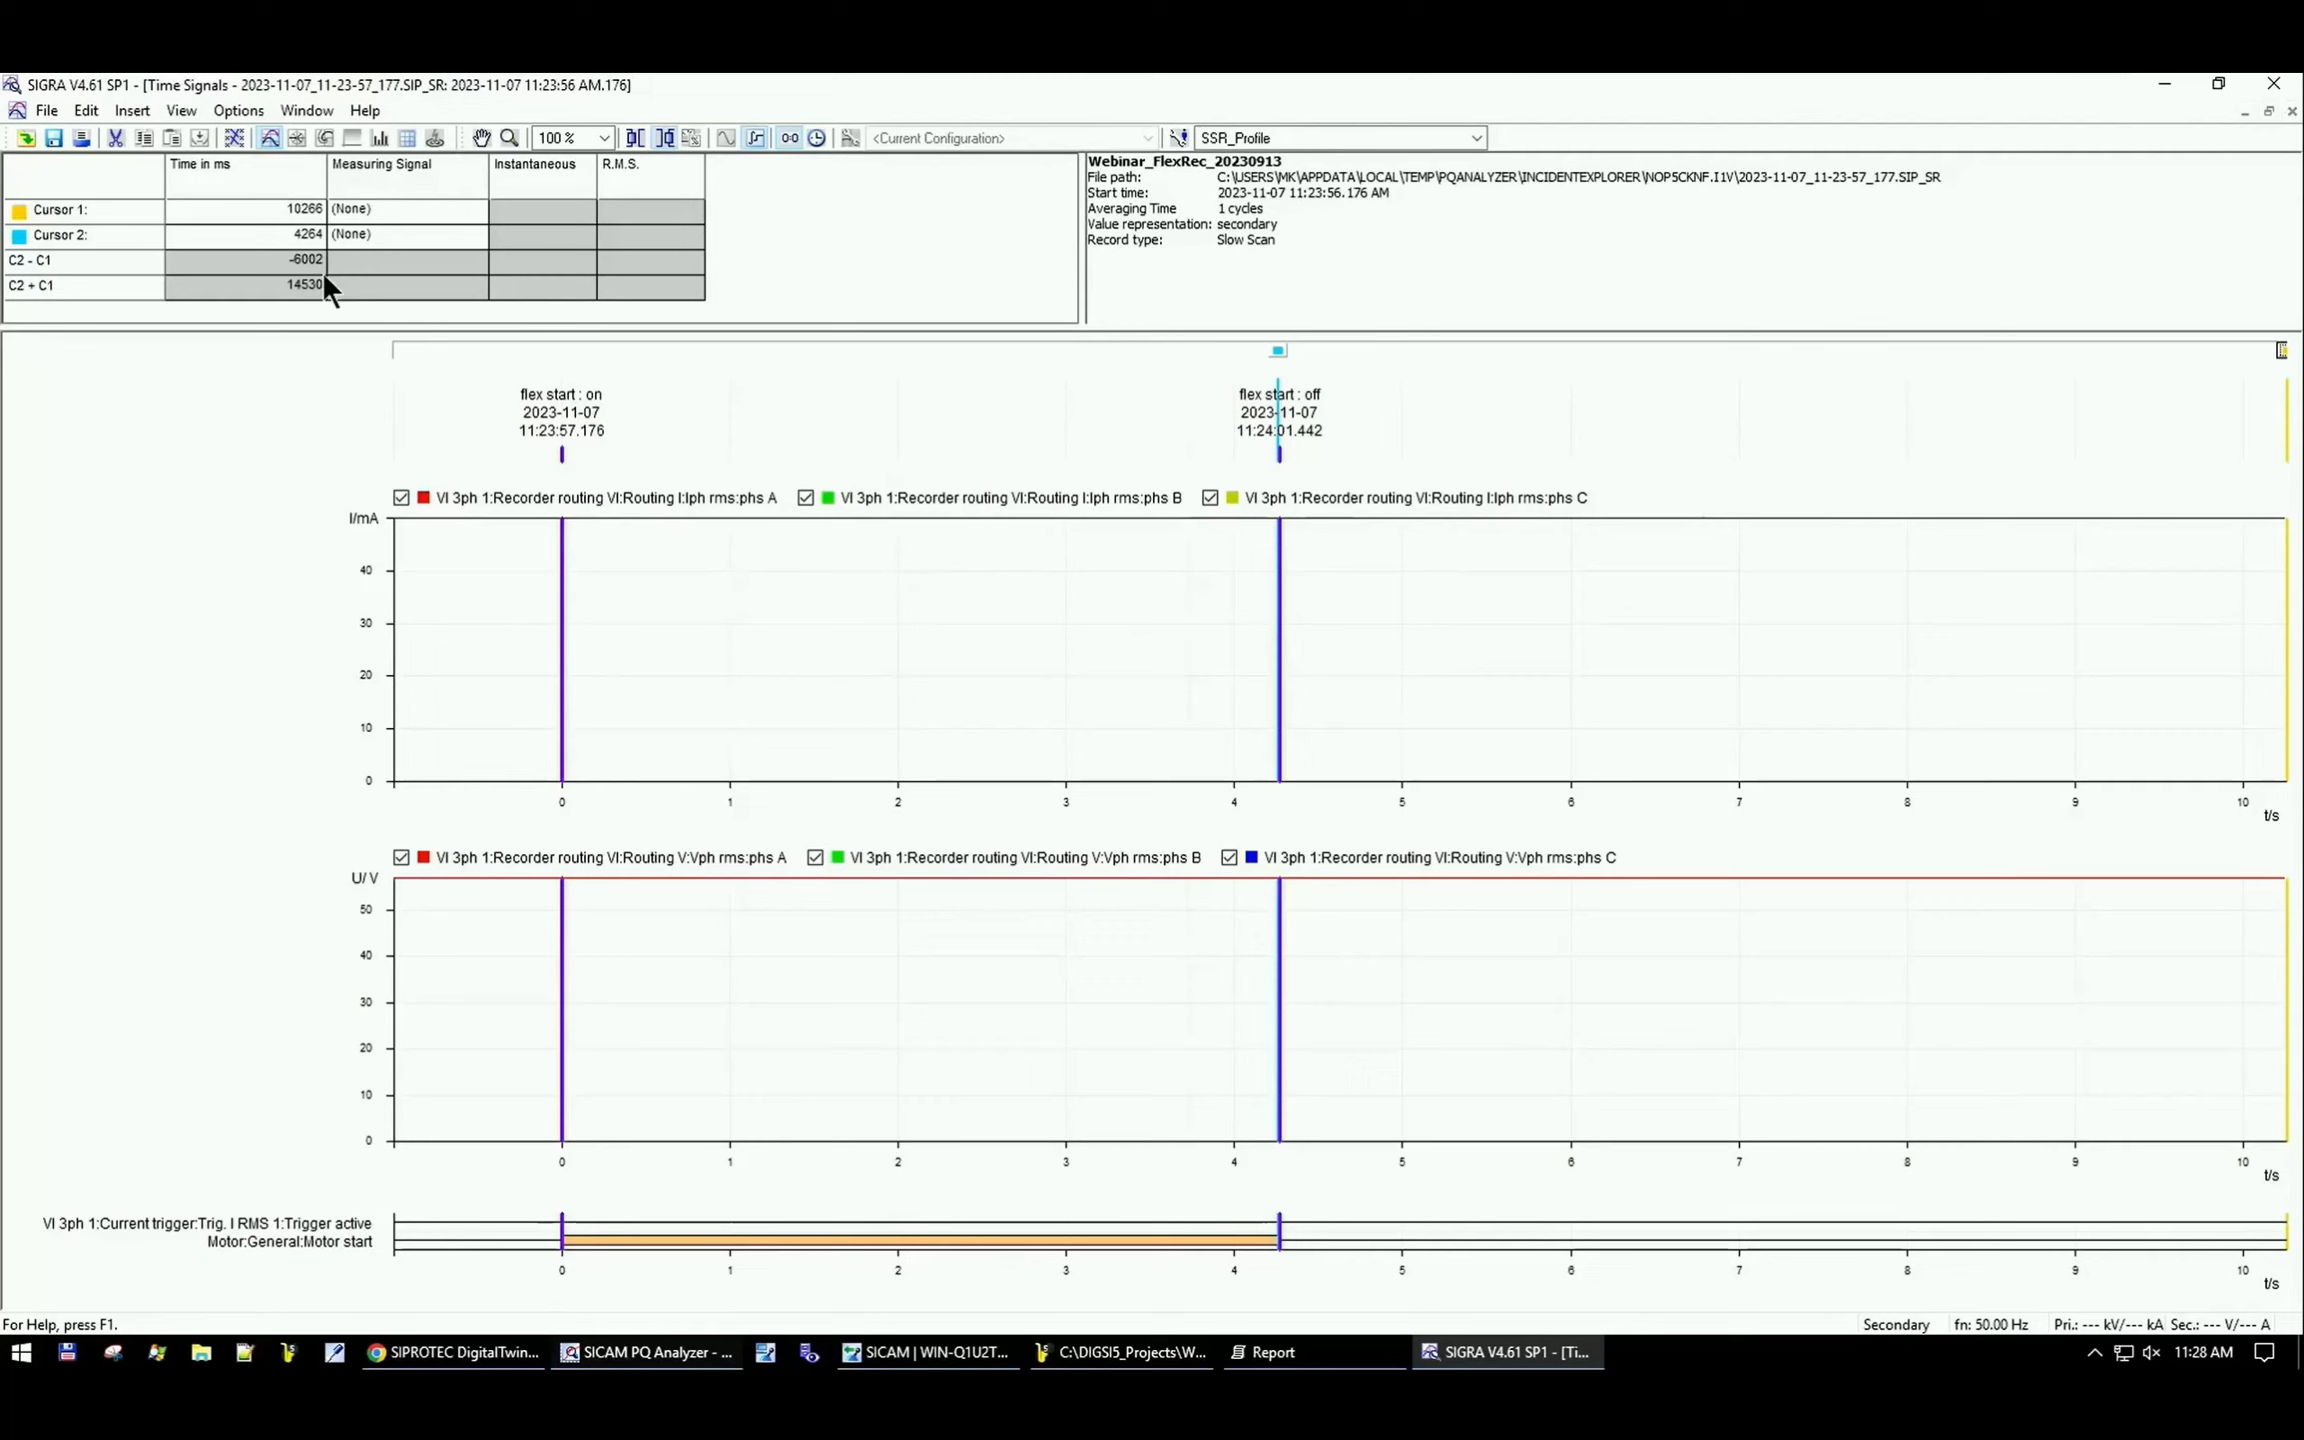 SIGRA V4.61 SP1 - [Time Signals - 2023-11-07_11-23-57_177.SIP_SR: 2023-11-07 11:23:56 AM.176]
File Edit Insert View Options Window Help
100 % <Current Configuration> SSR_Profile
Time in ms Measuring Signal Instantaneous R.M.S.
Cursor 1: 10266 (None)
Cursor 2: 4264 (None)
C2 - C1 -6002
C2 + C1 14530
Webinar_FlexRec_20230913
File path: C:\USERS\MK\APPDATA\LOCAL\TEMP\PQANALYZER\INCIDENTEXPLORER\NOP5CKNF.I1V\2023-11-07_11-23-57_177.SIP_SR
Start time: 2023-11-07 11:23:56.176 AM
Averaging Time 1 cycles
Value representation: secondary
Record type: Slow Scan
flex start : on
2023-11-07
11:23:57.176
flex start : off
2023-11-07
11:24:01.442
VI 3ph 1:Recorder routing VI:Routing I:Iph rms:phs A VI 3ph 1:Recorder routing VI:Routing I:Iph rms:phs B VI 3ph 1:Recorder routing VI:Routing I:Iph rms:phs C
I/mA
40
30
20
10
0
0 1 2 3 4 5 6 7 8 9 10
t/s
VI 3ph 1:Recorder routing VI:Routing V:Vph rms:phs A VI 3ph 1:Recorder routing VI:Routing V:Vph rms:phs B VI 3ph 1:Recorder routing VI:Routing V:Vph rms:phs C
U/V
50
40
30
20
10
0
0 1 2 3 4 5 6 7 8 9 10
t/s
VI 3ph 1:Current trigger:Trig. I RMS 1:Trigger active
Motor:General:Motor start
0 1 2 3 4 5 6 7 8 9 10
t/s
For Help, press F1. Secondary fn: 50.00 Hz Pri.: --- kV/--- kA Sec.: --- V/--- A
SIPROTEC DigitalTwin... SICAM PQ Analyzer - ... SICAM | WIN-Q1U2T... C:\DIGSI5_Projects\W... Report SIGRA V4.61 SP1 - [Ti... 11:28 AM